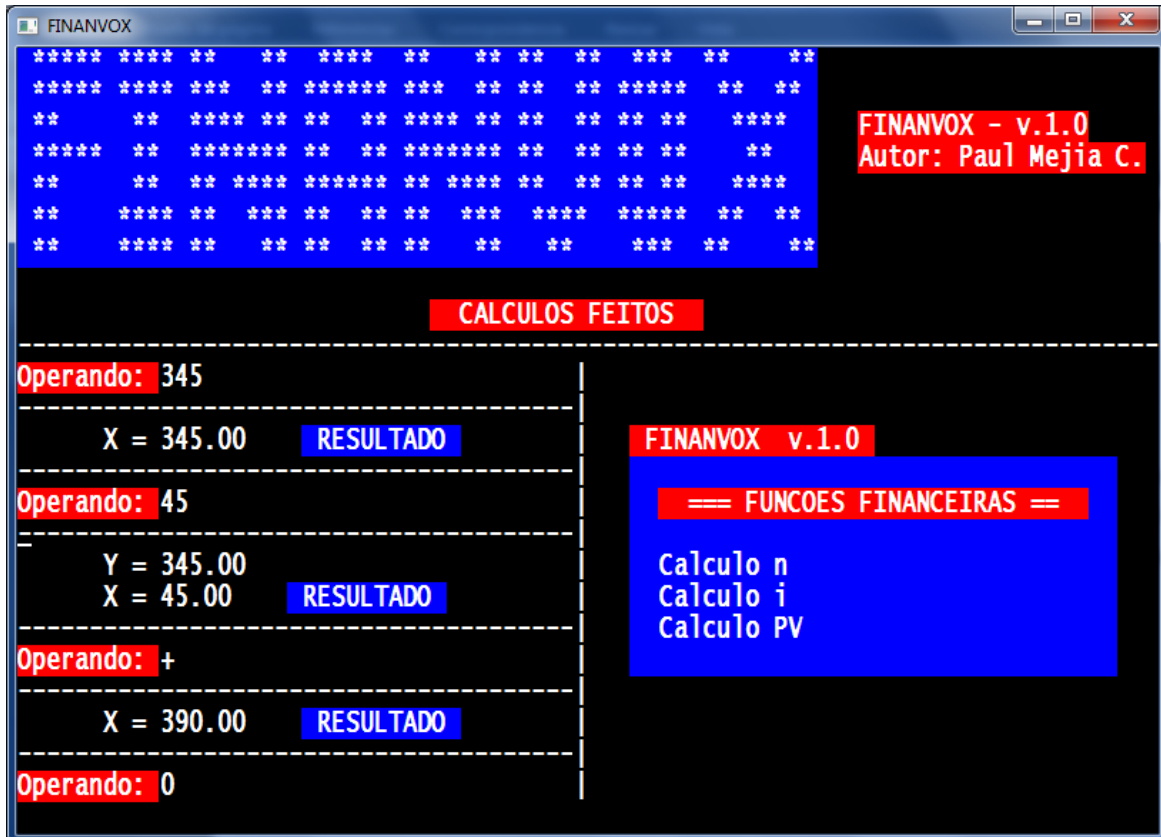 FINANVOX
FINANVOX - v.1.0
Autor: Paul Mejia C.
CALCULOS FEITOS
Operando: 345
X = 345.00 RESULTADO
Operando: 45
Y = 345.00
X = 45.00 RESULTADO
Operando: +
X = 390.00 RESULTADO
Operando: 0
FINANVOX v.1.0
=== FUNCOES FINANCEIRAS ==
Calculo n
Calculo i
Calculo PV